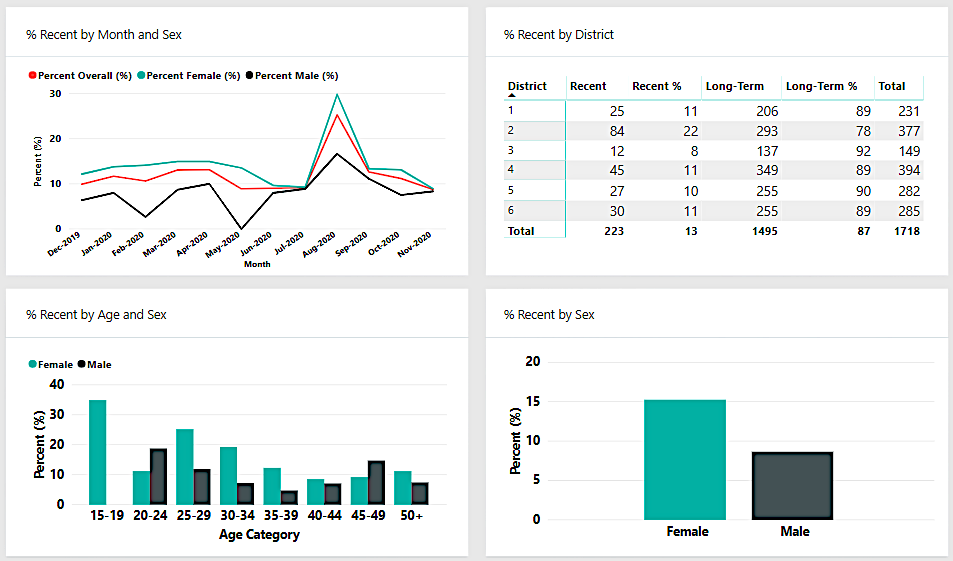 % Recent by Month and Sex
Percent Overall (%) Percent Female (%) Percent Male (%)
Percent (%)
30
20
10
0
Dec-2019 Jan-2020 Feb-2020 Mar-2020 Apr-2020 May-2020 Jun-2020 Jul-2020 Aug-2020 Sep-2020 Oct-2020 Nov-2020
Month
% Recent by District
District Recent Recent % Long-Term Long-Term % Total
1 25 11 206 89 231
2 84 22 293 78 377
3 12 8 137 92 149
4 45 11 349 89 394
5 27 10 255 90 282
6 30 11 255 89 285
Total 223 13 1495 87 1718
% Recent by Age and Sex
Female Male
Percent (%)
40
30
20
10
0
15-19 20-24 25-29 30-34 35-39 40-44 45-49 50+
Age Category
% Recent by Sex
Percent (%)
20
15
10
5
0
Female Male